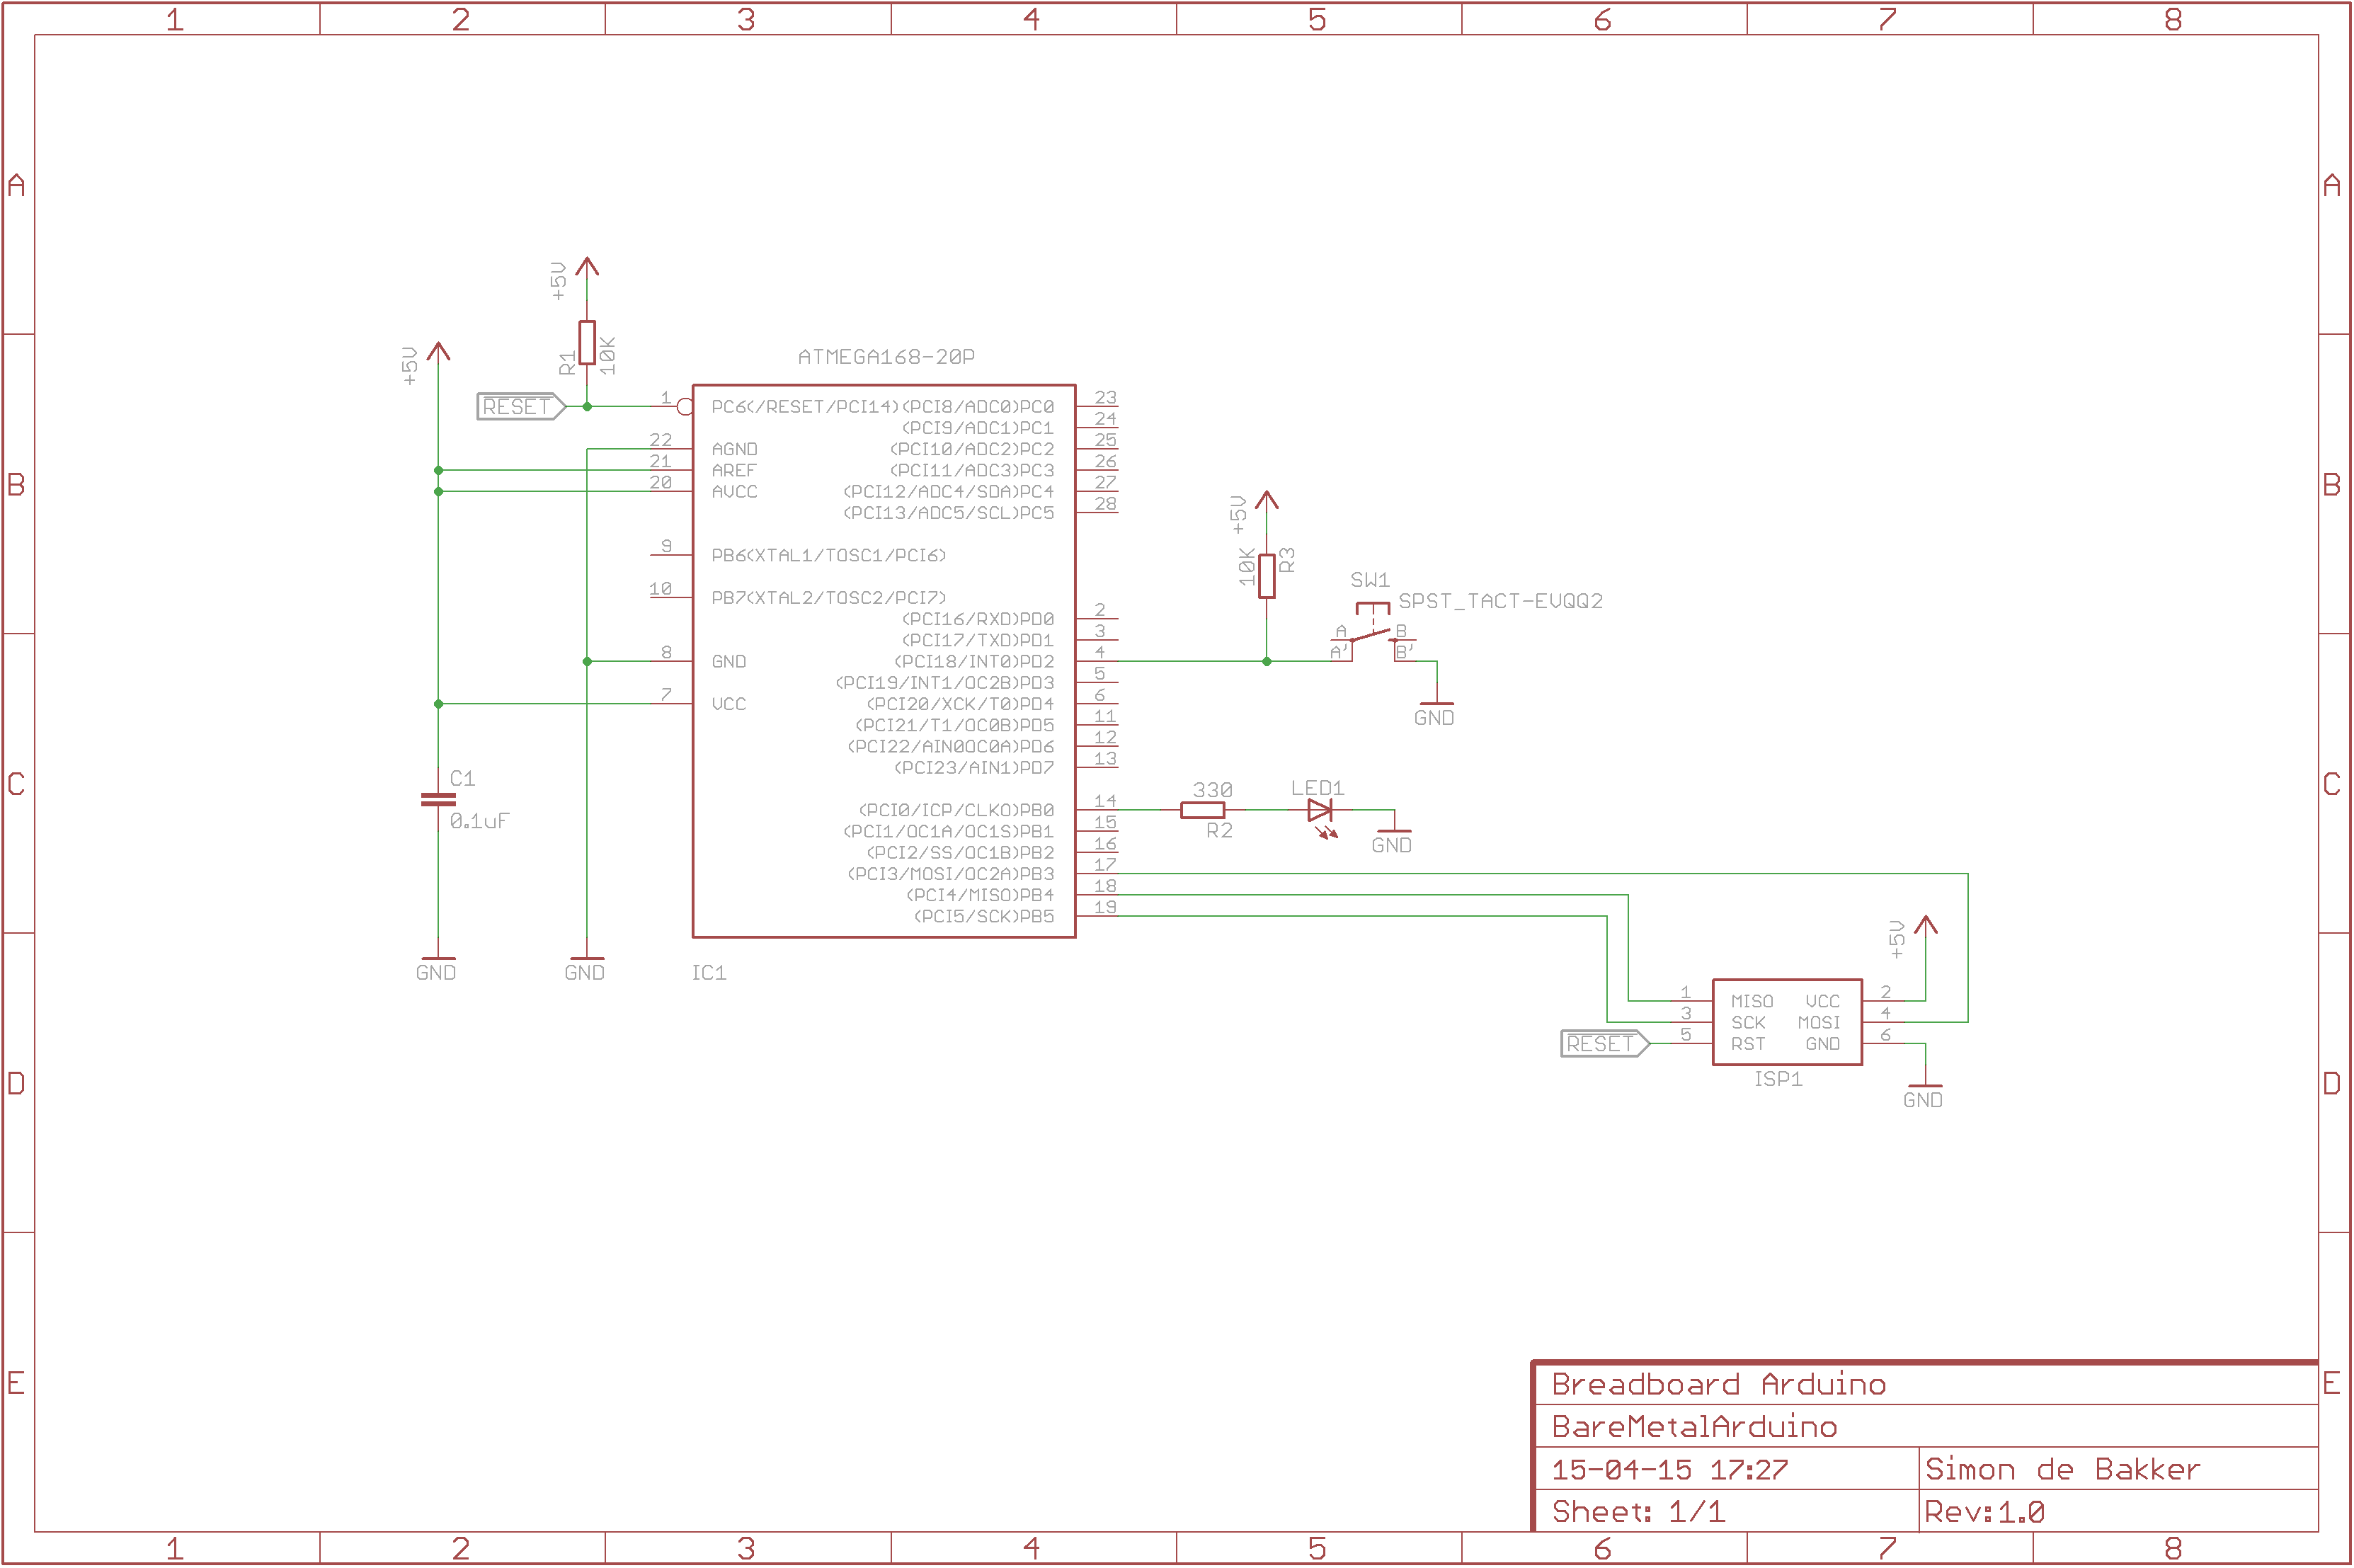 1 2 3 4 5 6 7 8
A A
+5V
+5V
R1
10K
ATMEGA168-20P
RESET
1 PC6(/RESET/PCI14) (PCI8/ADC0)PC0 23
(PCI9/ADC1)PC1 24
22 AGND (PCI10/ADC2)PC2 25
21 AREF (PCI11/ADC3)PC3 26
20 AVCC (PCI12/ADC4/SDA)PC4 27
(PCI13/ADC5/SCL)PC5 28
B B
9 PB6(XTAL1/TOSC1/PCI6)
10 PB7(XTAL2/TOSC2/PCI7)
(PCI16/RXD)PD0 2
(PCI17/TXD)PD1 3
8 GND (PCI18/INT0)PD2 4
(PCI19/INT1/OC2B)PD3 5
7 VCC (PCI20/XCK/T0)PD4 6
(PCI21/T1/OC0B)PD5 11
(PCI22/AIN0OC0A)PD6 12
(PCI23/AIN1)PD7 13
(PCI0/ICP/CLKO)PB0 14
(PCI1/OC1A/OC1S)PB1 15
(PCI2/SS/OC1B)PB2 16
(PCI3/MOSI/OC2A)PB3 17
(PCI4/MISO)PB4 18
(PCI5/SCK)PB5 19
IC1
+5V
10K
R3
SW1
SPST_TACT-EVQQ2
A B
A' B'
GND
C C
C1
0.1uF
330
R2
LED1
GND
GND
GND
+5V
1 MISO VCC 2
3 SCK MOSI 4
RESET
5 RST GND 6
ISP1
GND
D D
E E
Breadboard Arduino
BareMetalArduino
15-04-15 17:27
Simon de Bakker
Sheet: 1/1
Rev:1.0
1 2 3 4 5 6 7 8